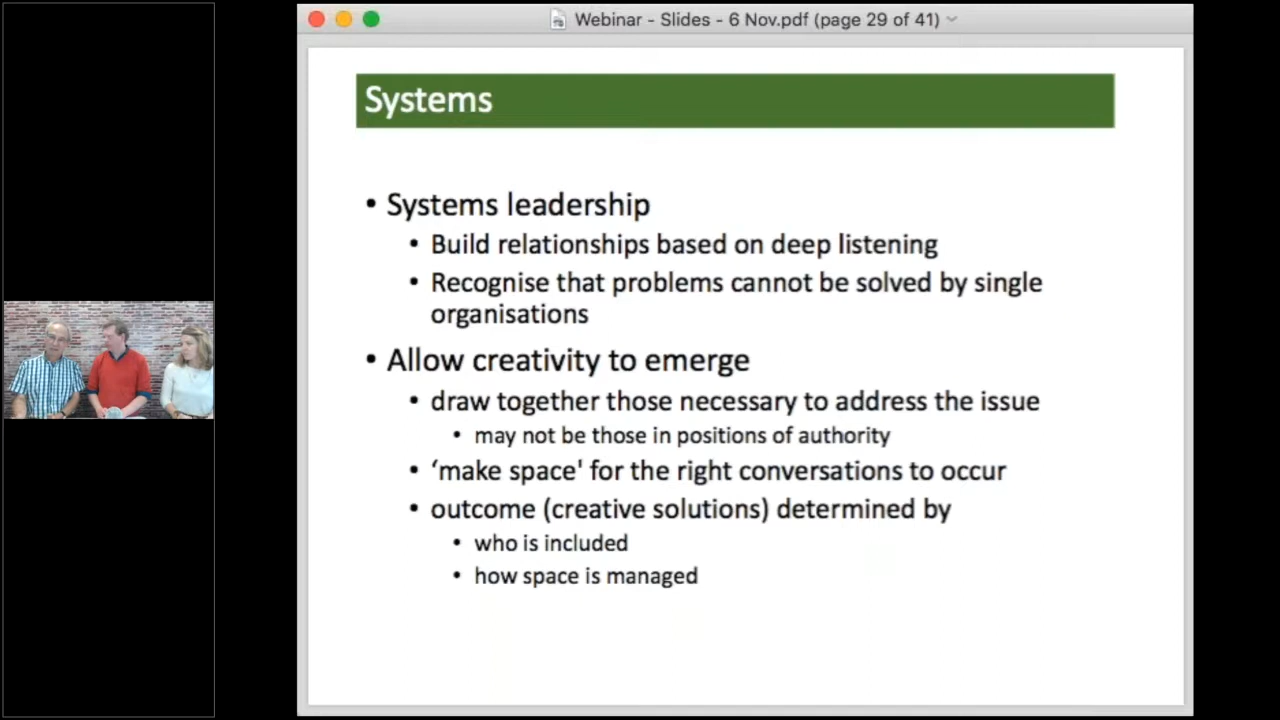 Webinar - Slides - 6 Nov.pdf (page 29 of 41)
Systems
• Systems leadership
• Build relationships based on deep listening
• Recognise that problems cannot be solved by single
organisations
• Allow creativity to emerge
• draw together those necessary to address the issue
• may not be those in positions of authority
• ‘make space' for the right conversations to occur
• outcome (creative solutions) determined by
• who is included
• how space is managed